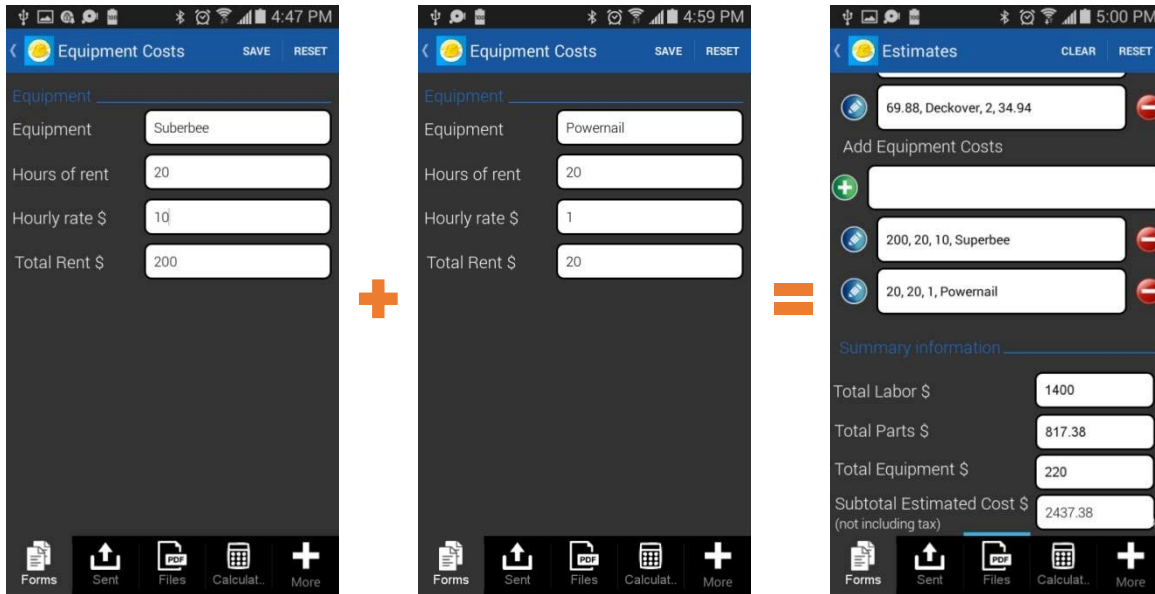 4:47 PM
Equipment Costs SAVE RESET
Equipment
Equipment Suberbee
Hours of rent 20
Hourly rate $ 10
Total Rent $ 200
Forms Sent PDF Files Calculat.. More
+
4:59 PM
Equipment Costs SAVE RESET
Equipment
Equipment Powernail
Hours of rent 20
Hourly rate $ 1
Total Rent $ 20
Forms Sent PDF Files Calculat.. More
=
5:00 PM
Estimates CLEAR RESET
69.88, Deckover, 2, 34.94
Add Equipment Costs
200, 20, 10, Superbee
20, 20, 1, Powernail
Summary information
Total Labor $ 1400
Total Parts $ 817.38
Total Equipment $ 220
Subtotal Estimated Cost $ 2437.38
(not including tax)
Forms Sent PDF Files Calculat.. More